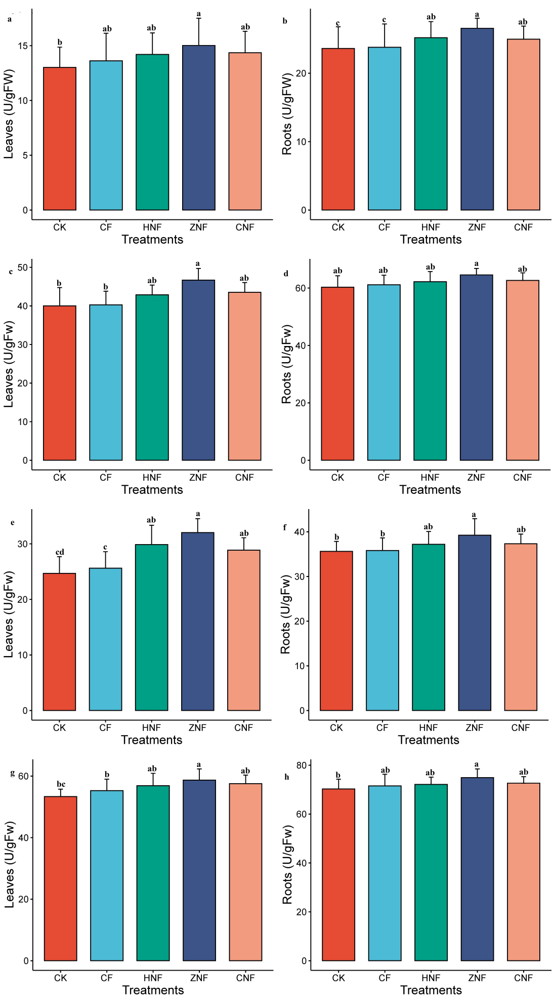 a
b
ab
ab
a
ab
Leaves (U/gFW)
15
10
5
0
CK CF HNF ZNF CNF
Treatments
b
c
c
ab
a
ab
Roots (U/gFW)
20
10
0
CK CF HNF ZNF CNF
Treatments
c
b
b
ab
a
ab
Leaves (U/gFw)
50
40
30
20
10
0
CK CF HNF ZNF CNF
Treatments
d
ab
ab
ab
a
ab
Roots (U/gFw)
60
40
20
0
CK CF HNF ZNF CNF
Treatments
e
cd
c
ab
a
ab
Leaves (U/gFw)
30
20
10
0
CK CF HNF ZNF CNF
Treatments
f
b
b
ab
a
ab
Roots (U/gFw)
40
30
20
10
0
CK CF HNF ZNF CNF
Treatments
g
bc
b
ab
a
ab
Leaves (U/gFw)
60
40
20
0
CK CF HNF ZNF CNF
Treatments
h
b
ab
ab
a
ab
Roots (U/gFw)
80
60
40
20
0
CK CF HNF ZNF CNF
Treatments